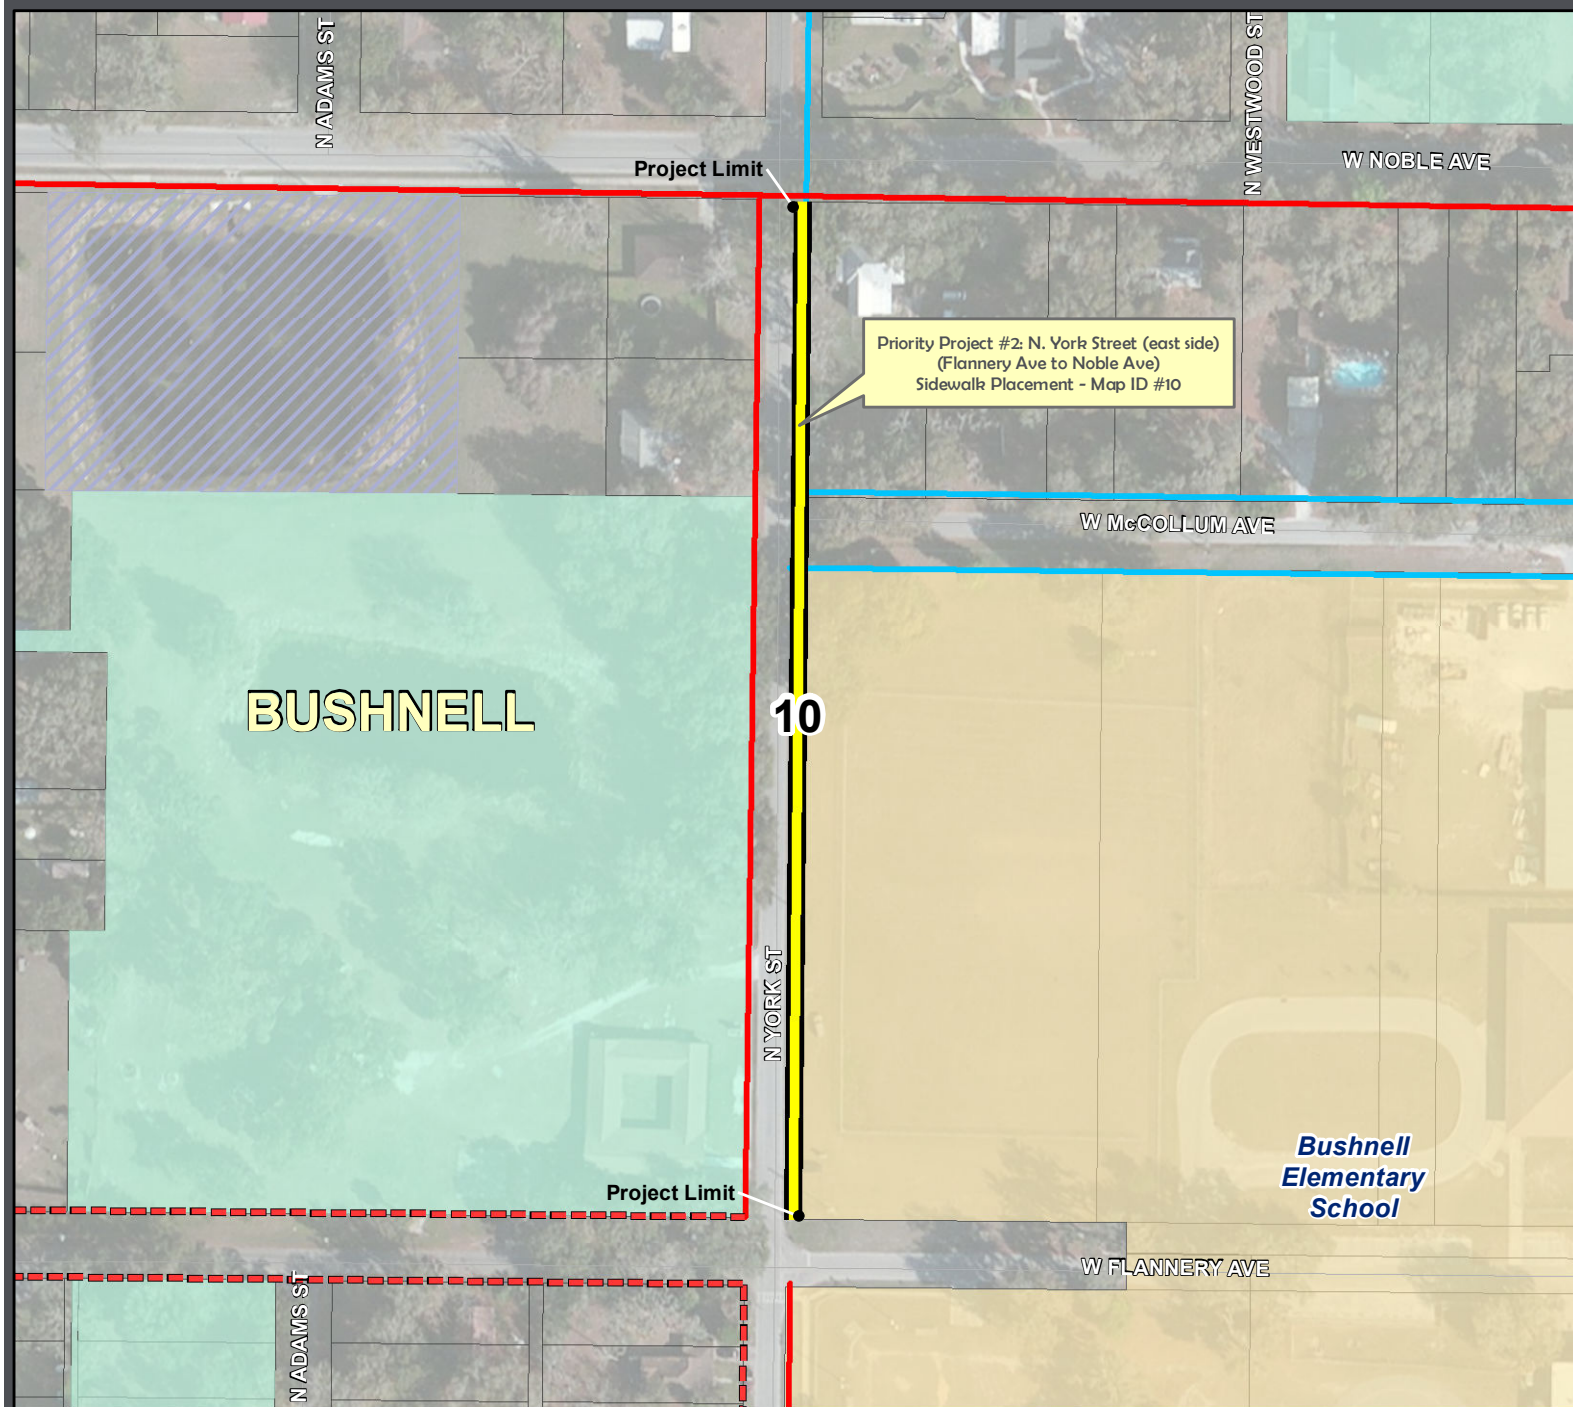 N ADAMS ST
N WESTWOOD ST
W NOBLE AVE
Project Limit
Priority Project #2: N. York Street (east side)
(Flannery Ave to Noble Ave)
Sidewalk Placement - Map ID #10
W McCOLLUM AVE
BUSHNELL
10
N YORK ST
Bushnell
Elementary
School
Project Limit
W FLANNERY AVE
N ADAMS ST